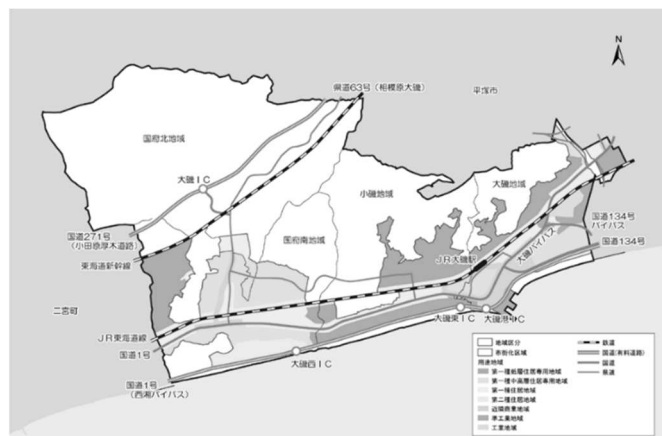 N
県道63号(相模原大磯)
平塚市
国府北地域
大磯IC
小磯地域
大磯地域
国道271号
(小田原厚木道路)
東海道新幹線
国府南地域
国道134号
バイパス
大磯バイパス
国道134号
JR大磯駅
二宮町
JR東海道線
国道1号
大磯東IC
大磯港IC
大磯西IC
国道1号
(西湘バイパス)
地域区分
市街化区域
用途地域
第一種低層住居専用地域
第一種中高層住居専用地域
第一種住居地域
第二種住居地域
近隣商業地域
準工業地域
工業地域
鉄道
国道(有料道路)
国道
県道